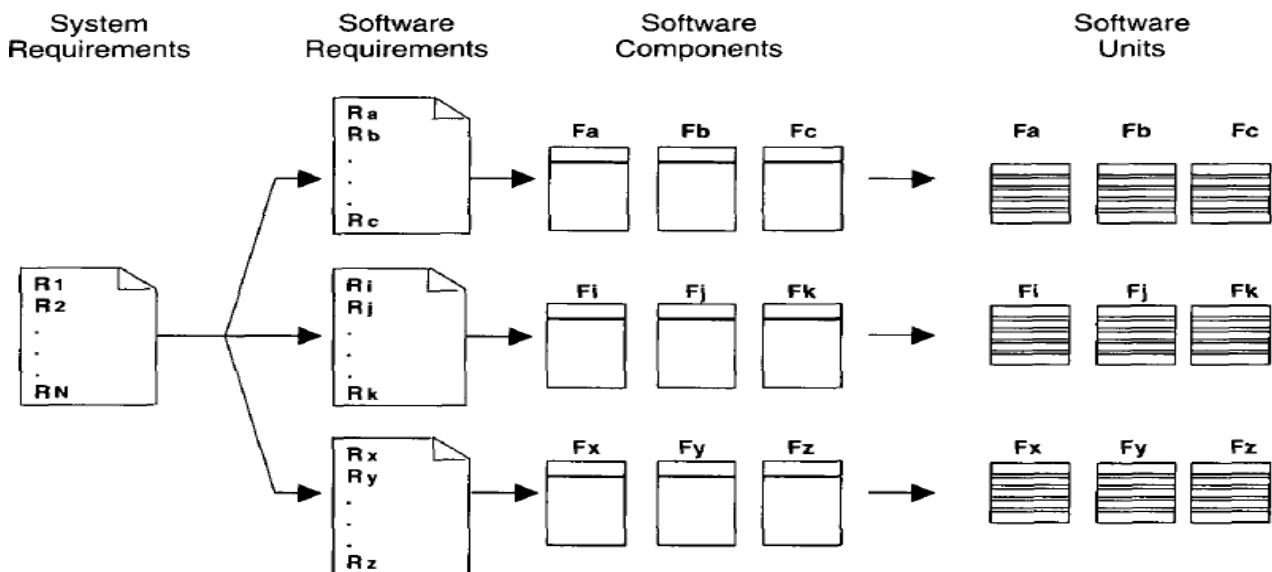 System
Requirements
Software
Requirements
Software
Components
Software
Units
Ra
Rb
.
.
.
Rc
Fa Fb Fc
Fa Fb Fc
R1
R2
.
.
.
RN
Ri
Rj
.
.
.
Rk
Fi Fj Fk
Fi Fj Fk
Rx
Ry
.
.
.
Rz
Fx Fy Fz
Fx Fy Fz